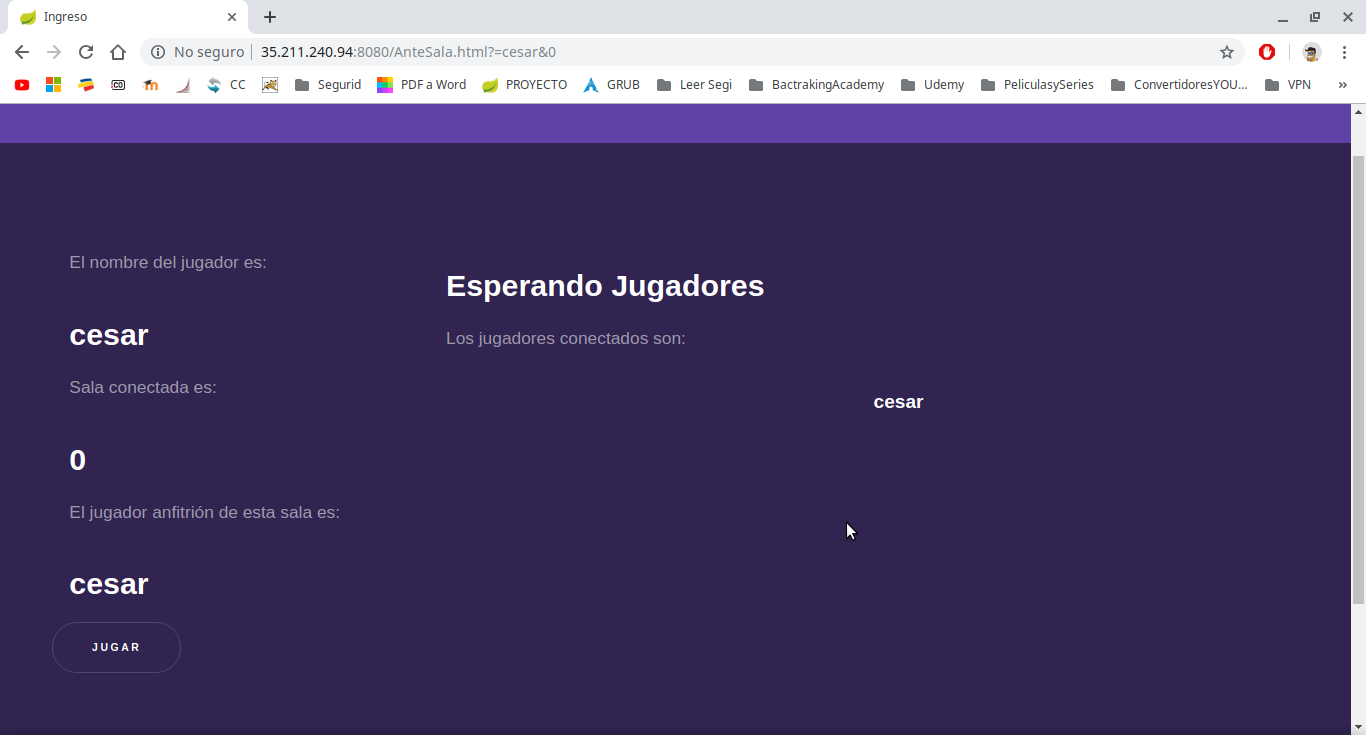 Ingreso
No seguro 35.211.240.94:8080/AnteSala.html?=cesar&0
CC Segurid PDF a Word PROYECTO GRUB Leer Segi BactrakingAcademy Udemy PeliculasySeries ConvertidoresYOU... VPN »
El nombre del jugador es:
cesar
Sala conectada es:
0
El jugador anfitrión de esta sala es:
cesar
JUGAR
Esperando Jugadores
Los jugadores conectados son:
cesar